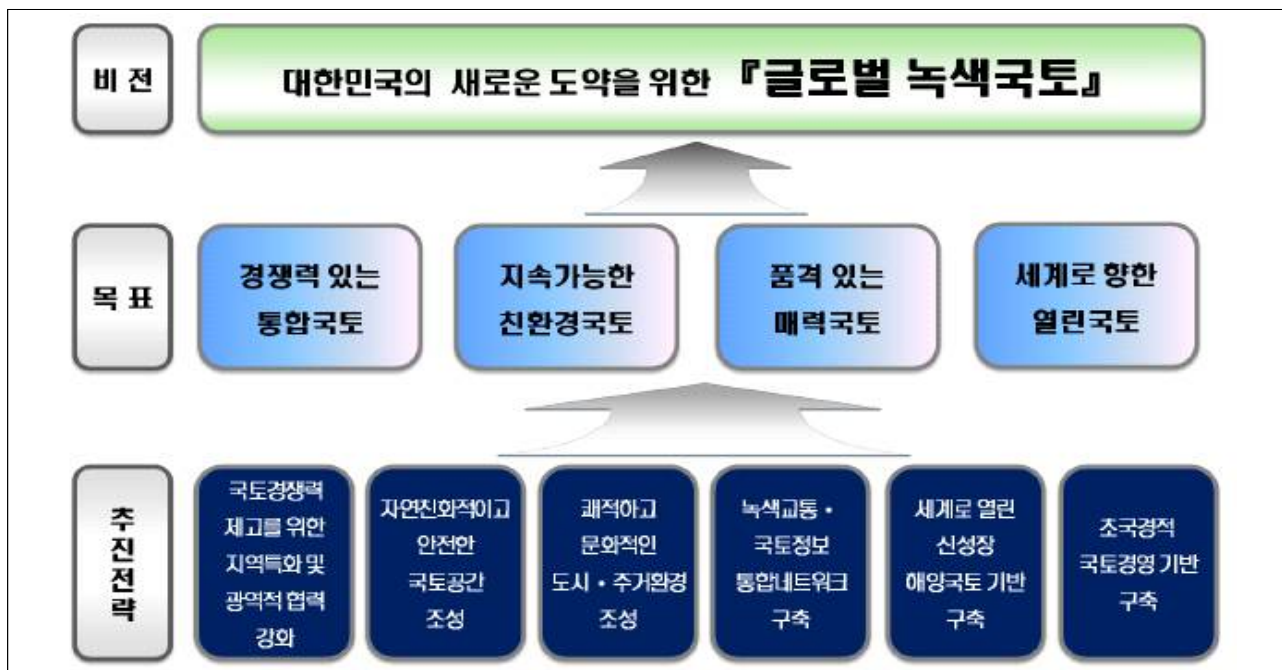 비 전
대한민국의 새로운 도약을 위한 『글로벌 녹색국토』
목 표
경쟁력 있는
통합국토
지속가능한
친환경국토
품격 있는
매력국토
세계로 향한
열린국토
추
진
전
략
국토경쟁력
제고를 위한
지역특화 및
광역적 협력
강화
자연친화적이고
안전한
국토공간
조성
쾌적하고
문화적인
도시・주거환경
조성
녹색교통・
국토정보
통합네트워크
구축
세계로 열린
신성장
해양국토 기반
구축
초국경적
국토경영 기반
구축